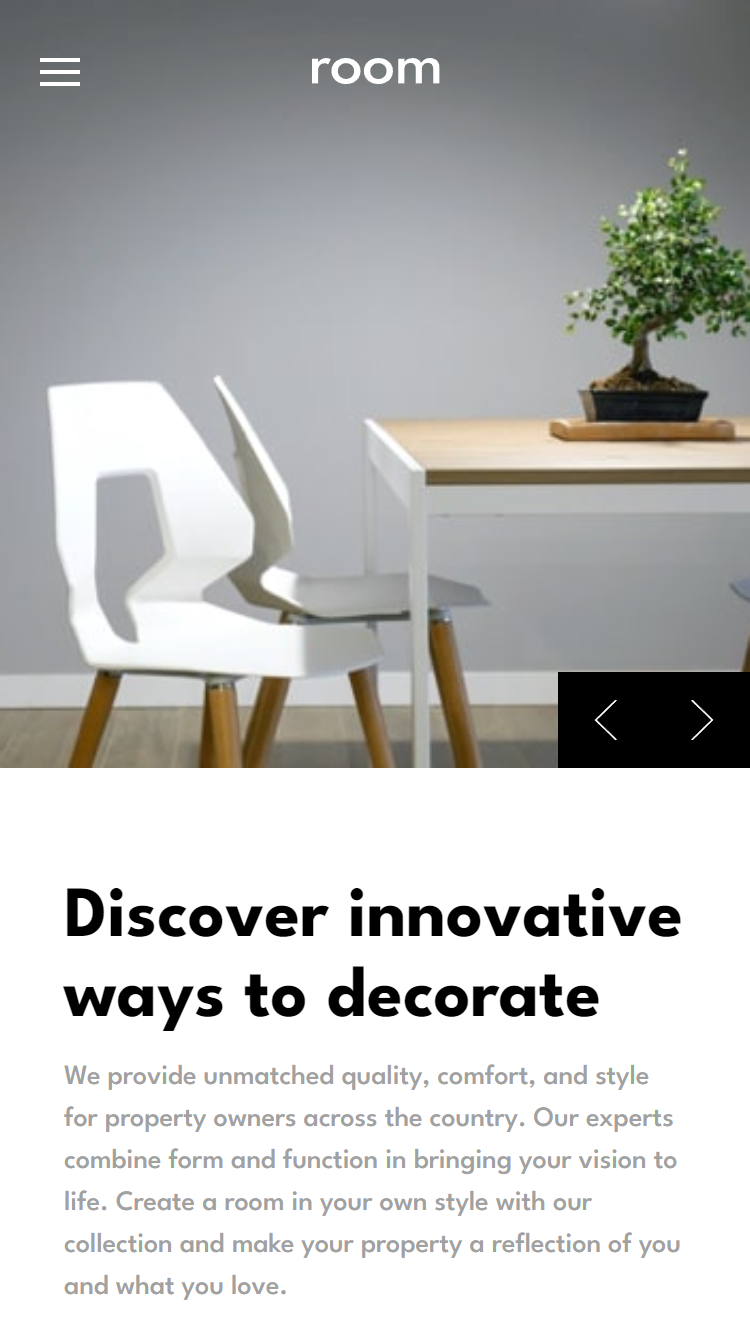 room
Discover innovative
ways to decorate
We provide unmatched quality, comfort, and style
for property owners across the country. Our experts
combine form and function in bringing your vision to
life. Create a room in your own style with our
collection and make your property a reflection of you
and what you love.